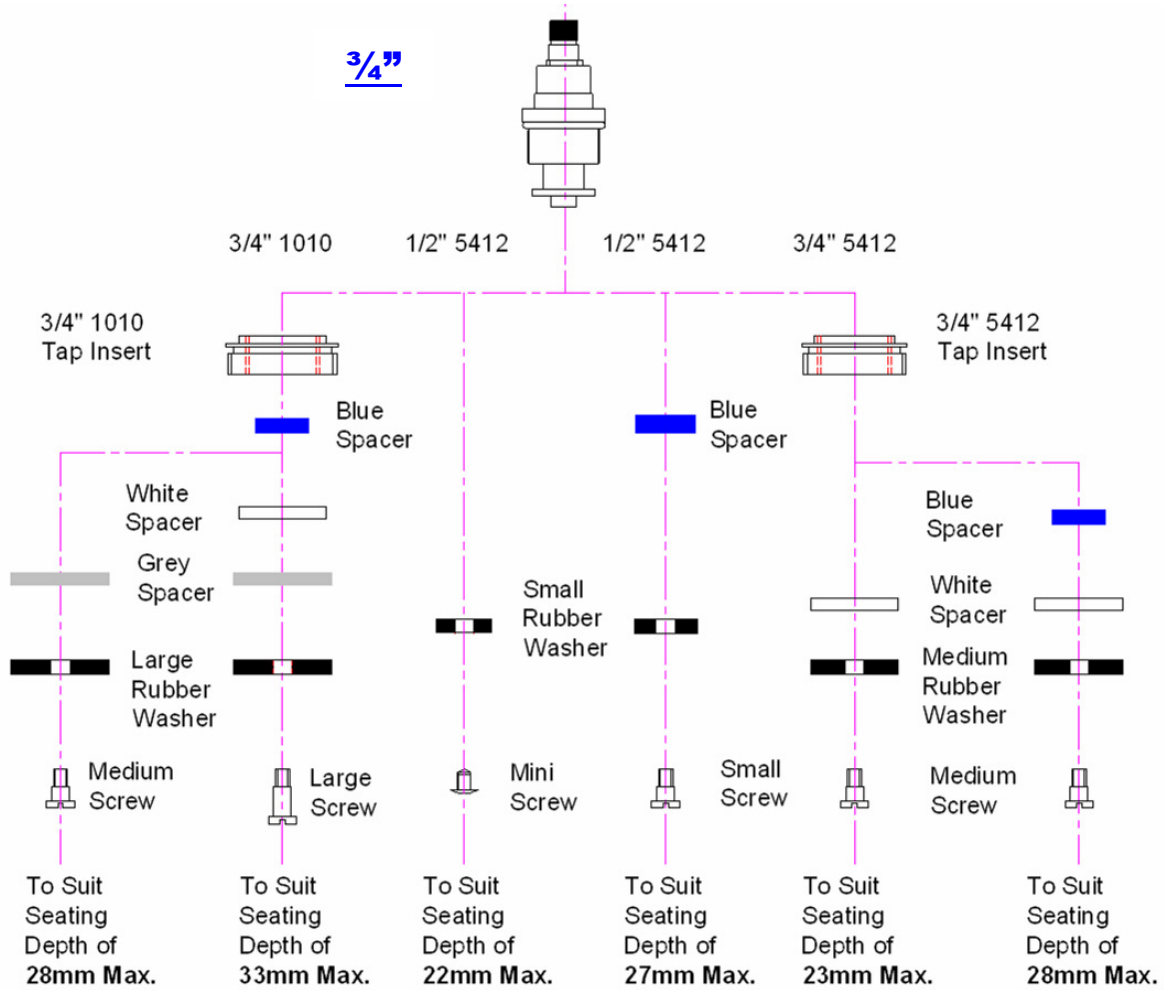 ¾”
3/4" 1010
1/2" 5412
1/2" 5412
3/4" 5412
3/4" 1010
Tap Insert
3/4" 5412
Tap Insert
Blue
Spacer
Blue
Spacer
White
Spacer
Blue
Spacer
Grey
Spacer
Small
Rubber
Washer
White
Spacer
Large
Rubber
Washer
Medium
Rubber
Washer
Medium
Screw
Large
Screw
Mini
Screw
Small
Screw
Medium
Screw
To Suit
Seating
Depth of
28mm Max.
To Suit
Seating
Depth of
33mm Max.
To Suit
Seating
Depth of
22mm Max.
To Suit
Seating
Depth of
27mm Max.
To Suit
Seating
Depth of
23mm Max.
To Suit
Seating
Depth of
28mm Max.